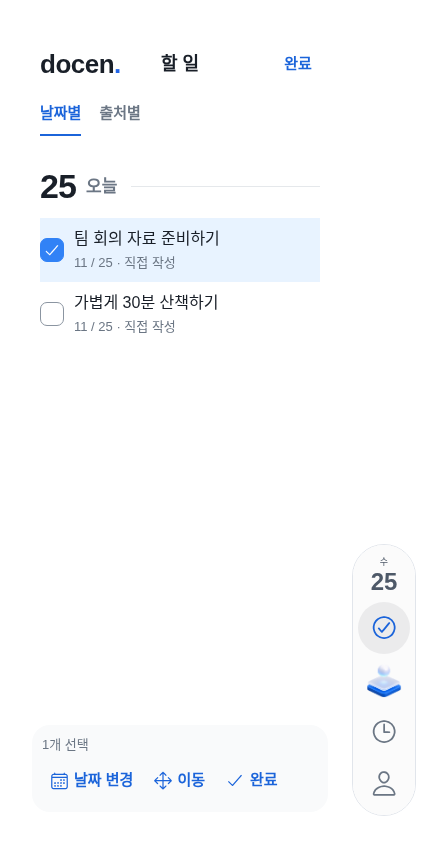 docen. 할 일 완료
날짜별 출처별
25 오늘
팀 회의 자료 준비하기
11 / 25 · 직접 작성
가볍게 30분 산책하기
11 / 25 · 직접 작성
수
25
1개 선택
날짜 변경 이동 완료